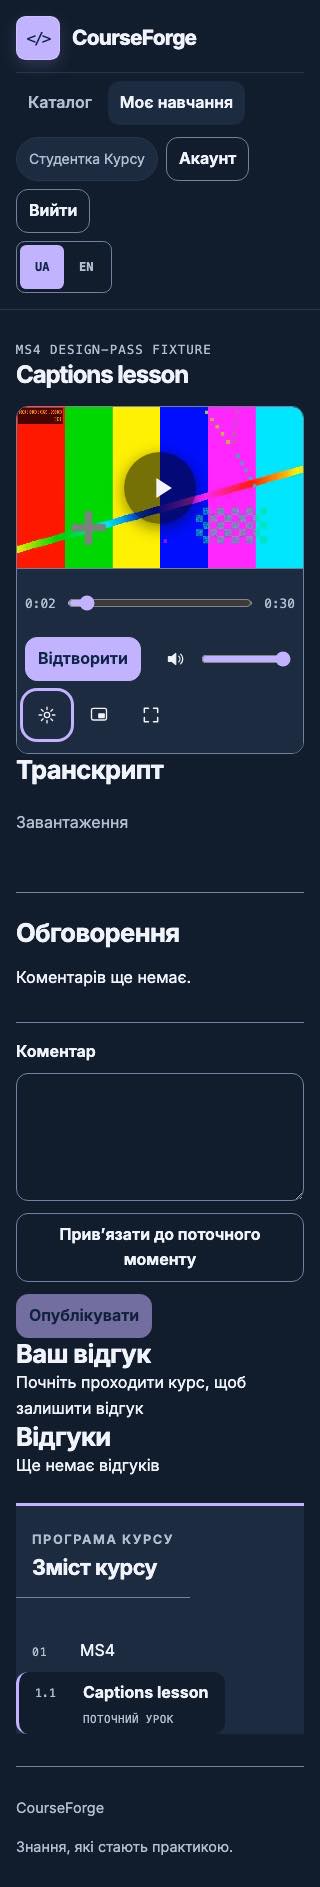 </> CourseForge
Каталог Моє навчання
Студентка Курсу Акаунт
Вийти
UA EN
MS4 DESIGN-PASS FIXTURE
Captions lesson
0:02 0:30
Відтворити
Транскрипт
Завантаження
Обговорення
Коментарів ще немає.
Коментар
Прив’язати до поточного
моменту
Опублікувати
Ваш відгук
Почніть проходити курс, щоб
залишити відгук
Відгуки
Ще немає відгуків
ПРОГРАМА КУРСУ
Зміст курсу
01 MS4
1.1 Captions lesson
ПОТОЧНИЙ УРОК
CourseForge
Знання, які стають практикою.